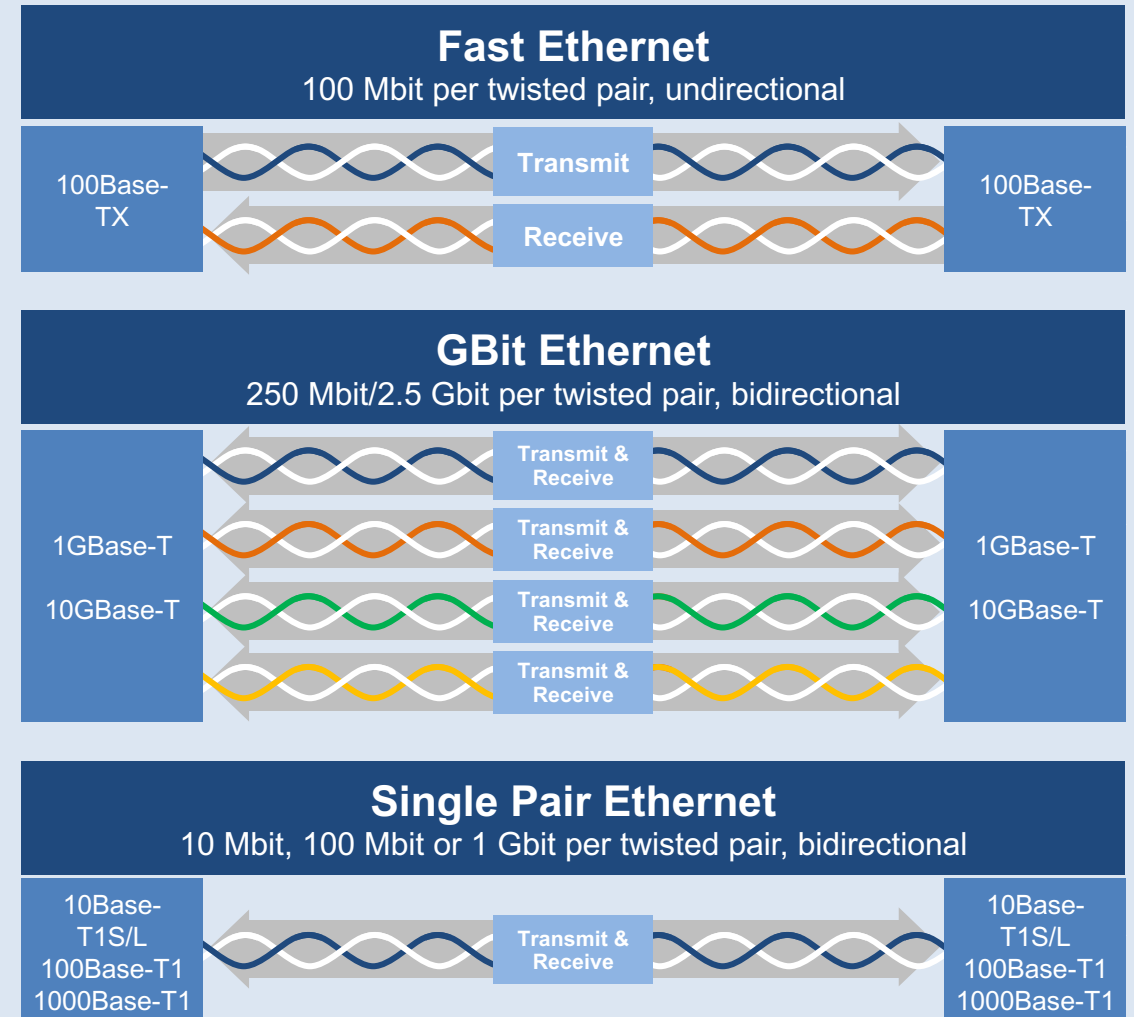 Fast Ethernet
100 Mbit per twisted pair, undirectional
100Base-
TX
Transmit
Receive
100Base-
TX
GBit Ethernet
250 Mbit/2.5 Gbit per twisted pair, bidirectional
1GBase-T
10GBase-T
Transmit &
Receive
Transmit &
Receive
Transmit &
Receive
Transmit &
Receive
1GBase-T
10GBase-T
Single Pair Ethernet
10 Mbit, 100 Mbit or 1 Gbit per twisted pair, bidirectional
10Base-
T1S/L
100Base-T1
1000Base-T1
Transmit &
Receive
10Base-
T1S/L
100Base-T1
1000Base-T1